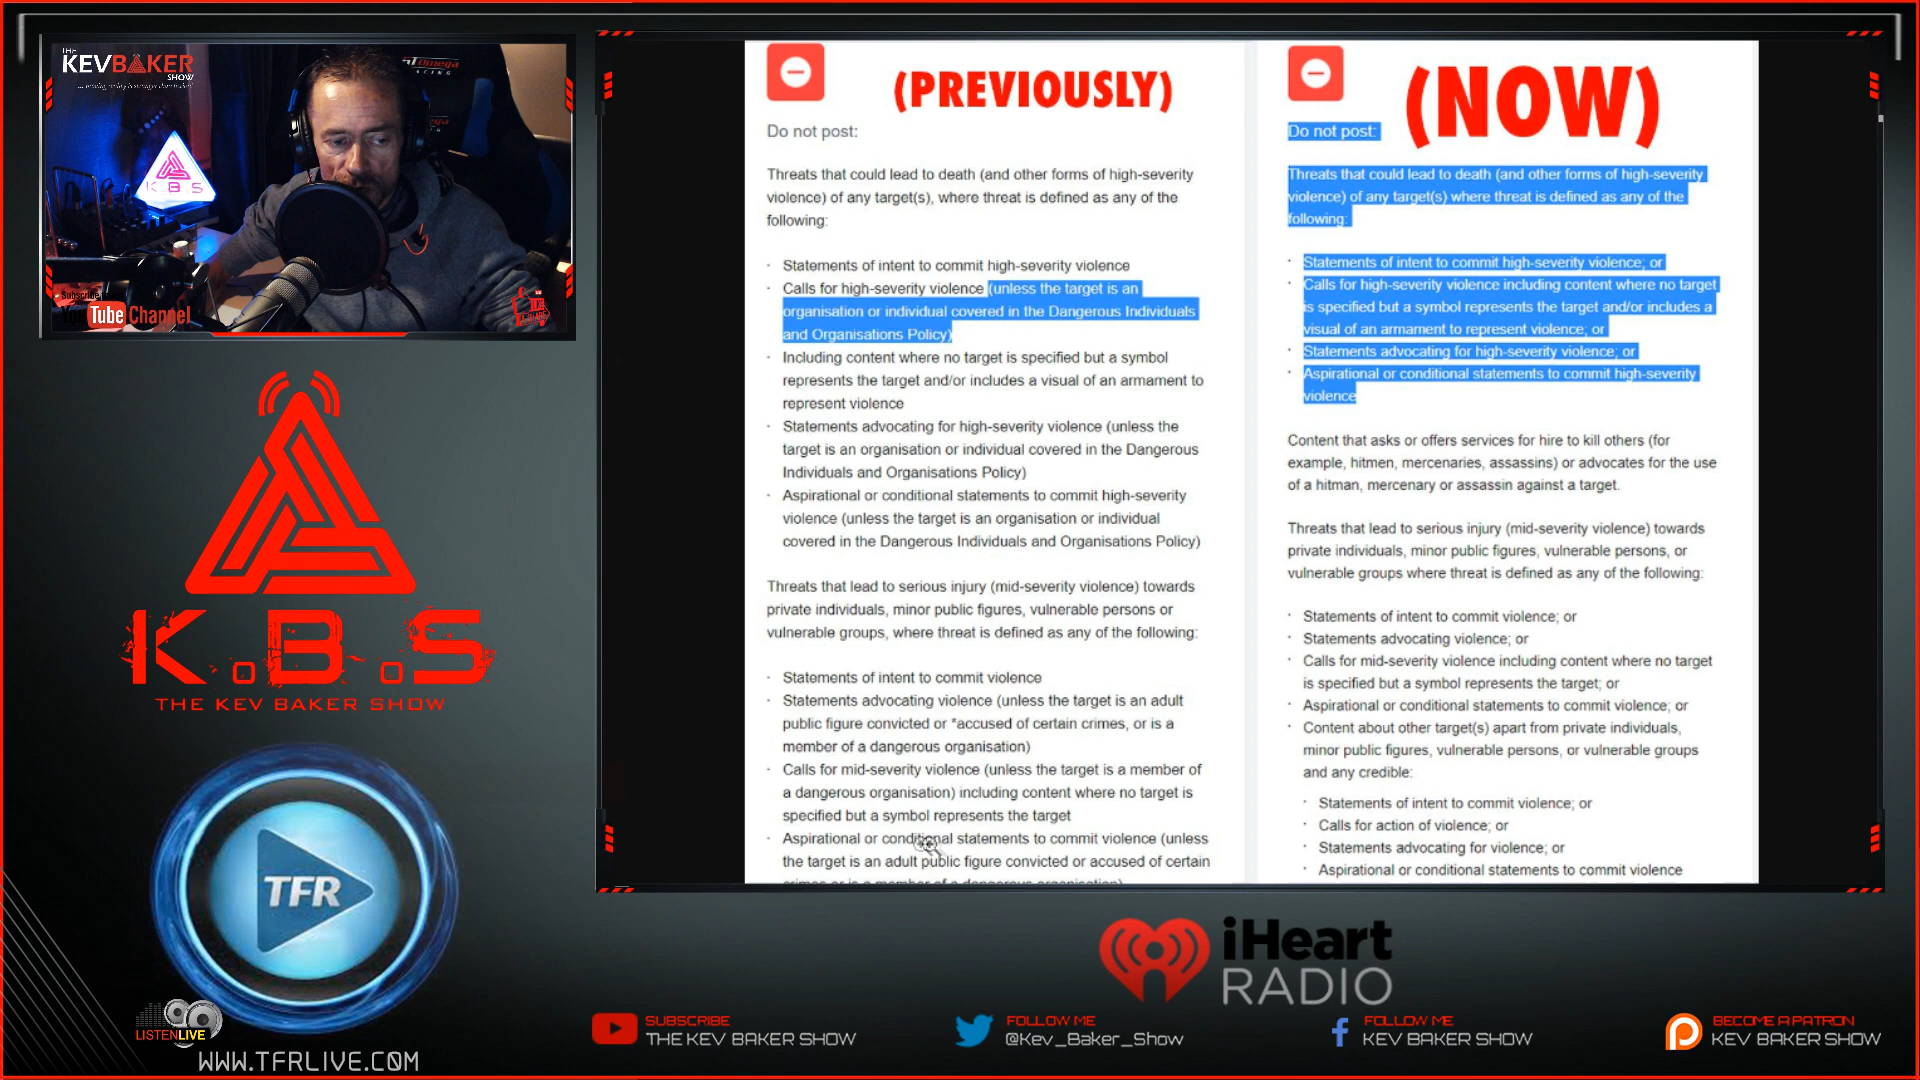 THE
KEVBAKER
SHOW
STOmega
RACING
K.B.S
Subscribe
YouTube Channel
K.B.S
THE KEV BAKER SHOW
TFR
LISTENLIVE
WWW.TFRLIVE.COM
(PREVIOUSLY)
Do not post:
Threats that could lead to death (and other forms of high-severity
violence) of any target(s), where threat is defined as any of the
following:
· Statements of intent to commit high-severity violence
· Calls for high-severity violence (unless the target is an
organisation or individual covered in the Dangerous Individuals
and Organisations Policy)
· Including content where no target is specified but a symbol
represents the target and/or includes a visual of an armament to
represent violence
· Statements advocating for high-severity violence (unless the
target is an organisation or individual covered in the Dangerous
Individuals and Organisations Policy)
· Aspirational or conditional statements to commit high-severity
violence (unless the target is an organisation or individual
covered in the Dangerous Individuals and Organisations Policy)
Threats that lead to serious injury (mid-severity violence) towards
private individuals, minor public figures, vulnerable persons or
vulnerable groups, where threat is defined as any of the following:
· Statements of intent to commit violence
· Statements advocating violence (unless the target is an adult
public figure convicted or *accused of certain crimes, or is a
member of a dangerous organisation)
· Calls for mid-severity violence (unless the target is a member of
a dangerous organisation) including content where no target is
specified but a symbol represents the target
· Aspirational or conditional statements to commit violence (unless
the target is an adult public figure convicted or accused of certain
crimes or is a member of a dangerous organisation)
(NOW)
Do not post:
Threats that could lead to death (and other forms of high-severity
violence) of any target(s) where threat is defined as any of the
following:
· Statements of intent to commit high-severity violence; or
· Calls for high-severity violence including content where no target
is specified but a symbol represents the target and/or includes a
visual of an armament to represent violence; or
· Statements advocating for high-severity violence; or
· Aspirational or conditional statements to commit high-severity
violence
Content that asks or offers services for hire to kill others (for
example, hitmen, mercenaries, assassins) or advocates for the use
of a hitman, mercenary or assassin against a target.
Threats that lead to serious injury (mid-severity violence) towards
private individuals, minor public figures, vulnerable persons, or
vulnerable groups where threat is defined as any of the following:
· Statements of intent to commit violence; or
· Statements advocating violence; or
· Calls for mid-severity violence including content where no target
is specified but a symbol represents the target; or
· Aspirational or conditional statements to commit violence; or
· Content about other target(s) apart from private individuals,
minor public figures, vulnerable persons, or vulnerable groups
and any credible:
· Statements of intent to commit violence; or
· Calls for action of violence; or
· Statements advocating for violence; or
· Aspirational or conditional statements to commit violence
iHeart
RADIO
SUBSCRIBE
THE KEV BAKER SHOW
FOLLOW ME
@Kev_Baker_Show
FOLLOW ME
KEV BAKER SHOW
BECOME A PATRON
KEV BAKER SHOW